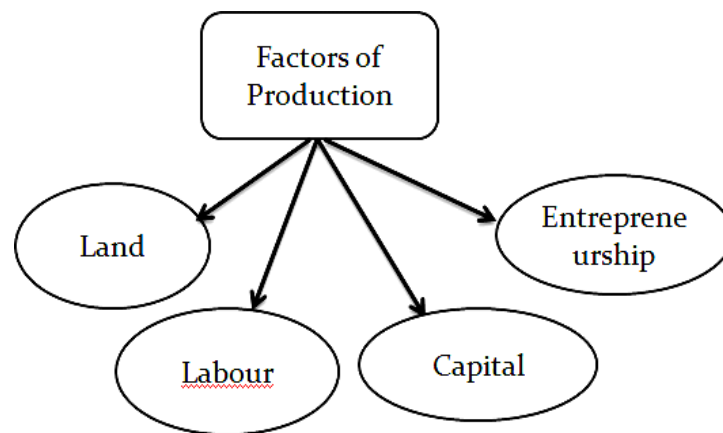 Factors of
Production
Land
Entreprene
urship
Labour
Capital